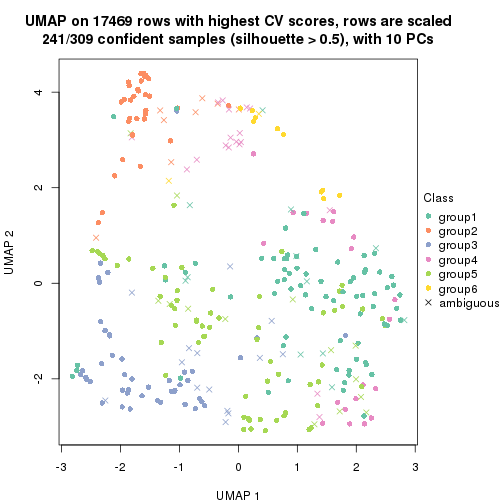 UMAP on 17469 rows with highest CV scores, rows are scaled
241/309 confident samples (silhouette > 0.5), with 10 PCs
4
2
0
-2
UMAP 2
-3
-2
-1
0
1
2
3
UMAP 1
Class
group1
group2
group3
group4
group5
group6
ambiguous